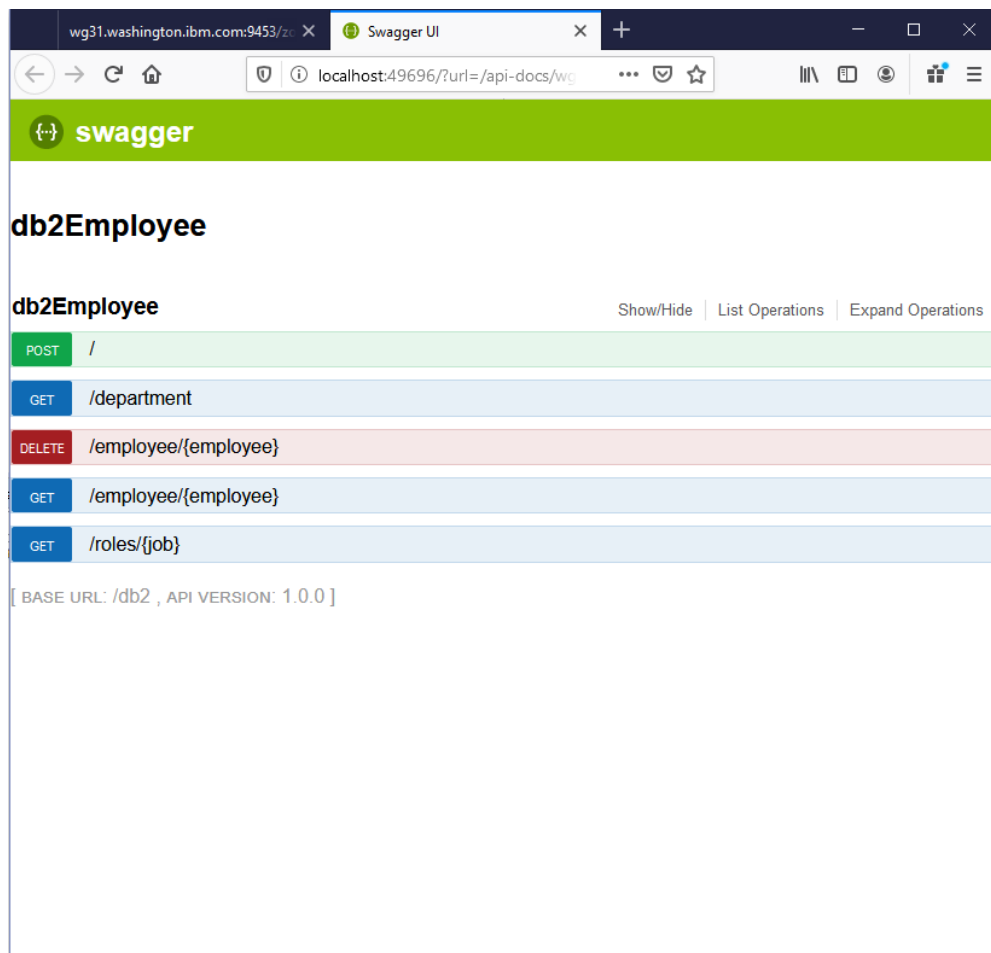 wg31.washington.ibm.com:9453/zo
Swagger UI
localhost:49696/?url=/api-docs/wg
swagger
db2Employee
db2Employee
Show/Hide List Operations Expand Operations
POST /
GET /department
DELETE /employee/{employee}
GET /employee/{employee}
GET /roles/{job}
[ BASE URL: /db2 , API VERSION: 1.0.0 ]